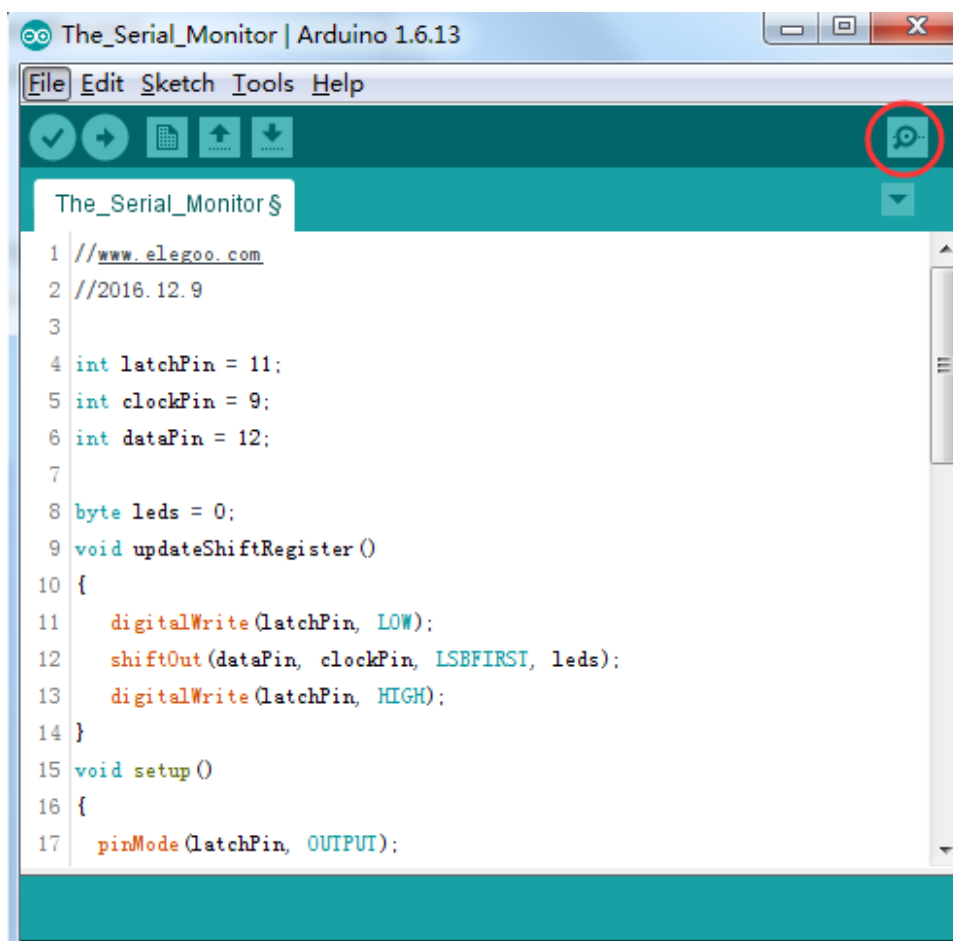 The_Serial_Monitor | Arduino 1.6.13
File Edit Sketch Tools Help
The_Serial_Monitor §
1 //www.elegoo.com
2 //2016.12.9
3
4 int latchPin = 11;
5 int clockPin = 9;
6 int dataPin = 12;
7
8 byte leds = 0;
9 void updateShiftRegister()
10 {
11 digitalWrite(latchPin, LOW);
12 shiftOut(dataPin, clockPin, LSBFIRST, leds);
13 digitalWrite(latchPin, HIGH);
14 }
15 void setup()
16 {
17 pinMode(latchPin, OUTPUT);